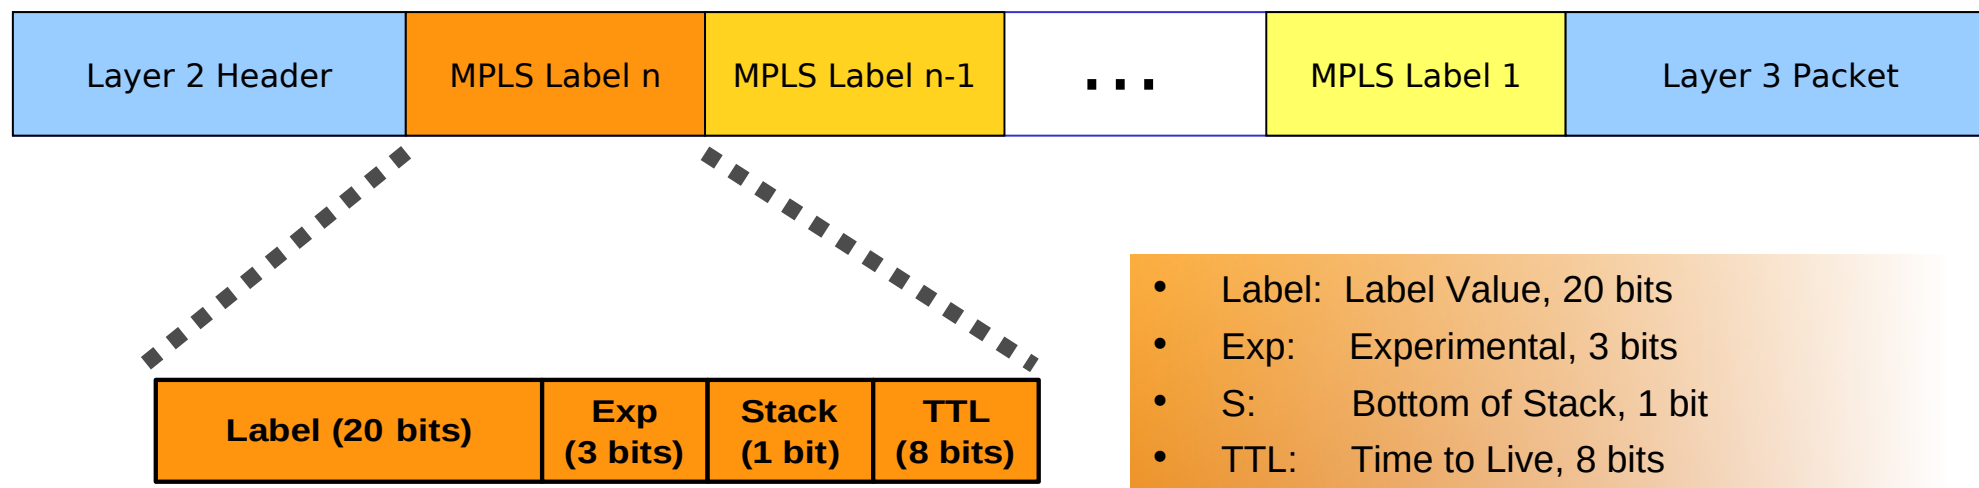 Layer 2 Header MPLS Label n MPLS Label n-1 ... MPLS Label 1 Layer 3 Packet
Label (20 bits)
Exp
(3 bits)
Stack
(1 bit)
TTL
(8 bits)
• Label: Label Value, 20 bits
• Exp: Experimental, 3 bits
• S: Bottom of Stack, 1 bit
• TTL: Time to Live, 8 bits